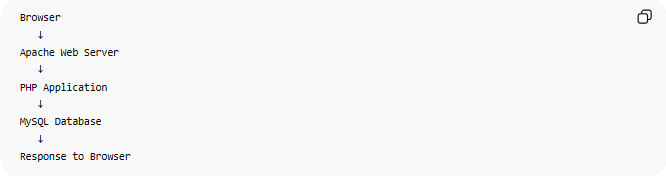 Browser
↓
Apache Web Server
↓
PHP Application
↓
MySQL Database
↓
Response to Browser